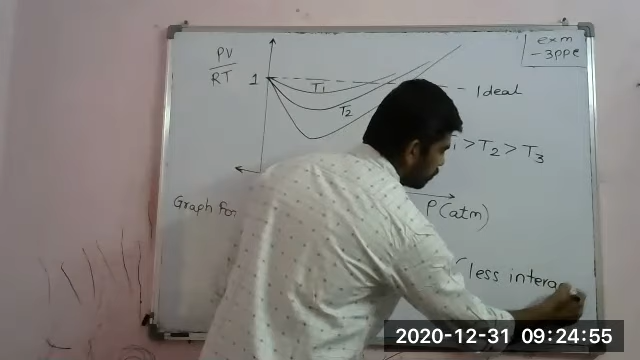 exm
-3ppe
PV
RT
1
T1
T2
Ideal
> T2 > T3
P(atm)
Graph for
(less intera
2020-12-31 09:24:55